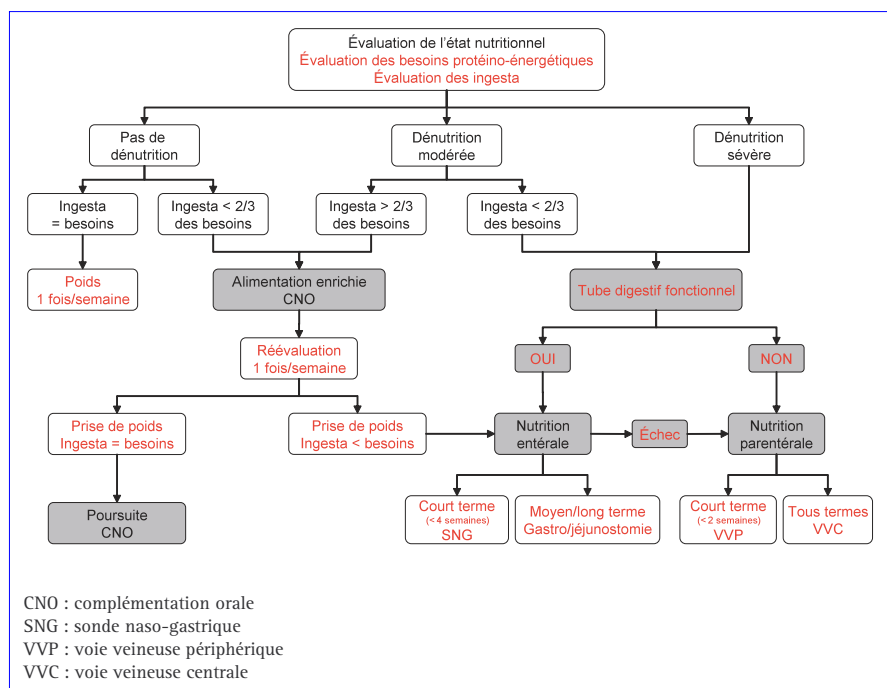 Évaluation de l'état nutritionnel
Évaluation des besoins protéino-énergétiques
Évaluation des ingesta
Pas de
dénutrition
Dénutrition
modérée
Dénutrition
sévère
Ingesta
= besoins
Ingesta < 2/3
des besoins
Ingesta > 2/3
des besoins
Ingesta < 2/3
des besoins
Poids
1 fois/semaine
Alimentation enrichie
CNO
Tube digestif fonctionnel
Réévaluation
1 fois/semaine
OUI
NON
Prise de poids
Ingesta = besoins
Prise de poids
Ingesta < besoins
Nutrition
entérale
Échec
Nutrition
parentérale
Poursuite
CNO
Court terme
(< 4 semaines)
SNG
Moyen/long terme
Gastro/jéjunostomie
Court terme
(< 2 semaines)
VVP
Tous termes
VVC
CNO : complémentation orale
SNG : sonde naso-gastrique
VVP : voie veineuse périphérique
VVC : voie veineuse centrale